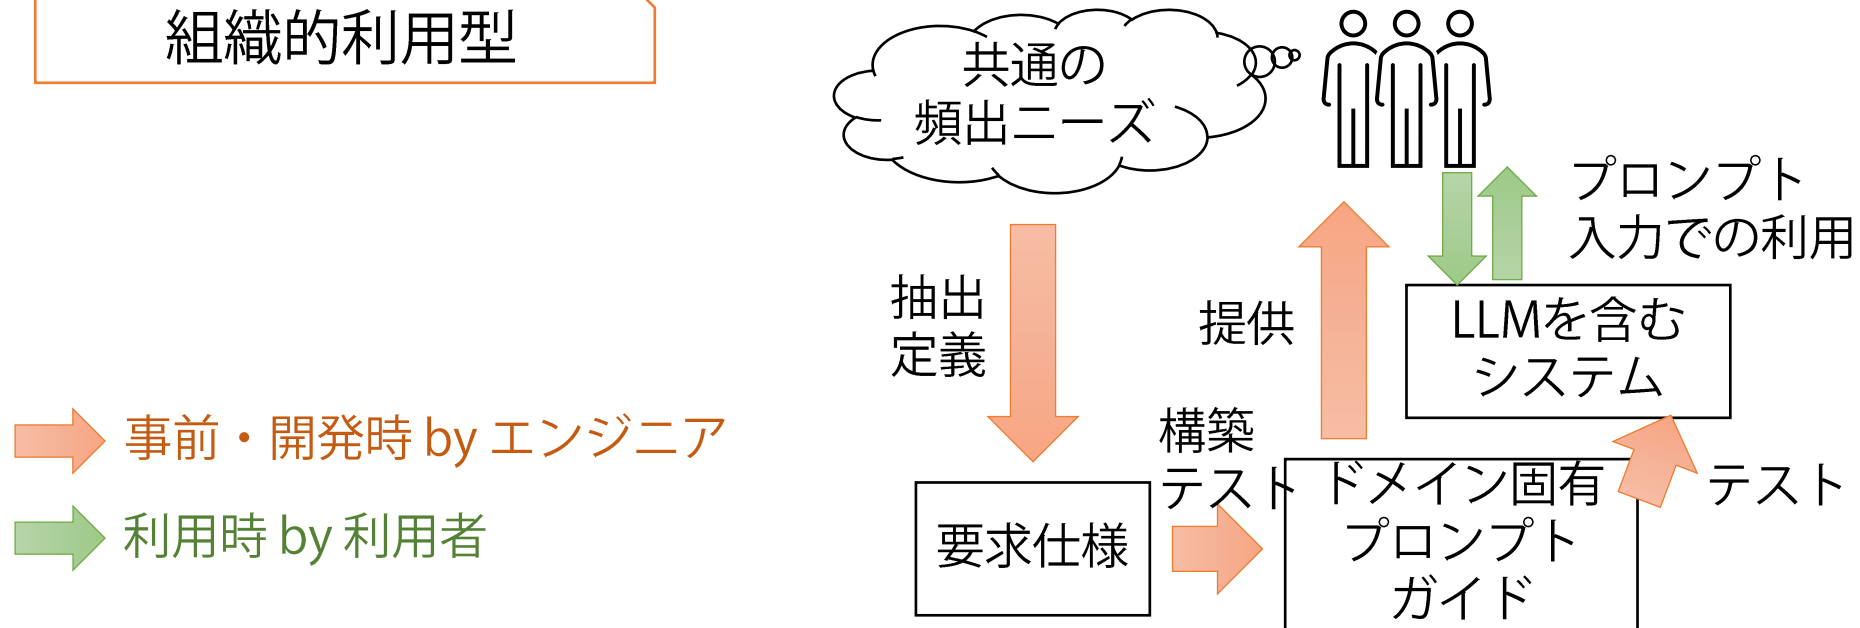 組織的利用型
共通の
頻出ニーズ
プロンプト
入力での利用
抽出
定義
提供
LLMを含む
システム
事前・開発時 by エンジニア
利用時 by 利用者
構築
テスト
要求仕様
ドメイン固有
プロンプト
ガイド
テスト